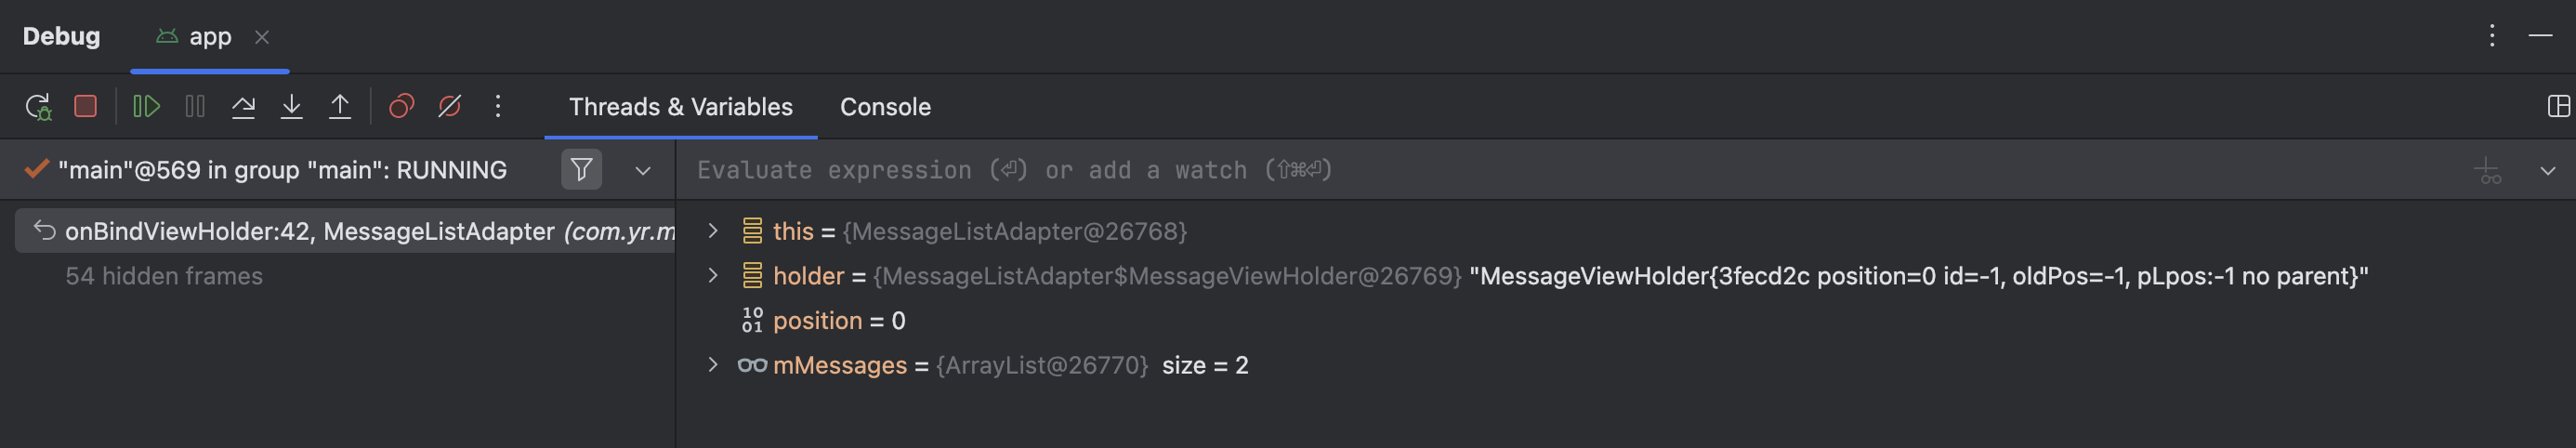 Debug app
Threads & Variables Console
"main"@569 in group "main": RUNNING
Evaluate expression (⏎) or add a watch (⇧⌘⏎)
onBindViewHolder:42, MessageListAdapter (com.yr.m
54 hidden frames
this = {MessageListAdapter@26768}
holder = {MessageListAdapter$MessageViewHolder@26769} "MessageViewHolder{3fecd2c position=0 id=-1, oldPos=-1, pLpos:-1 no parent}"
position = 0
mMessages = {ArrayList@26770} size = 2